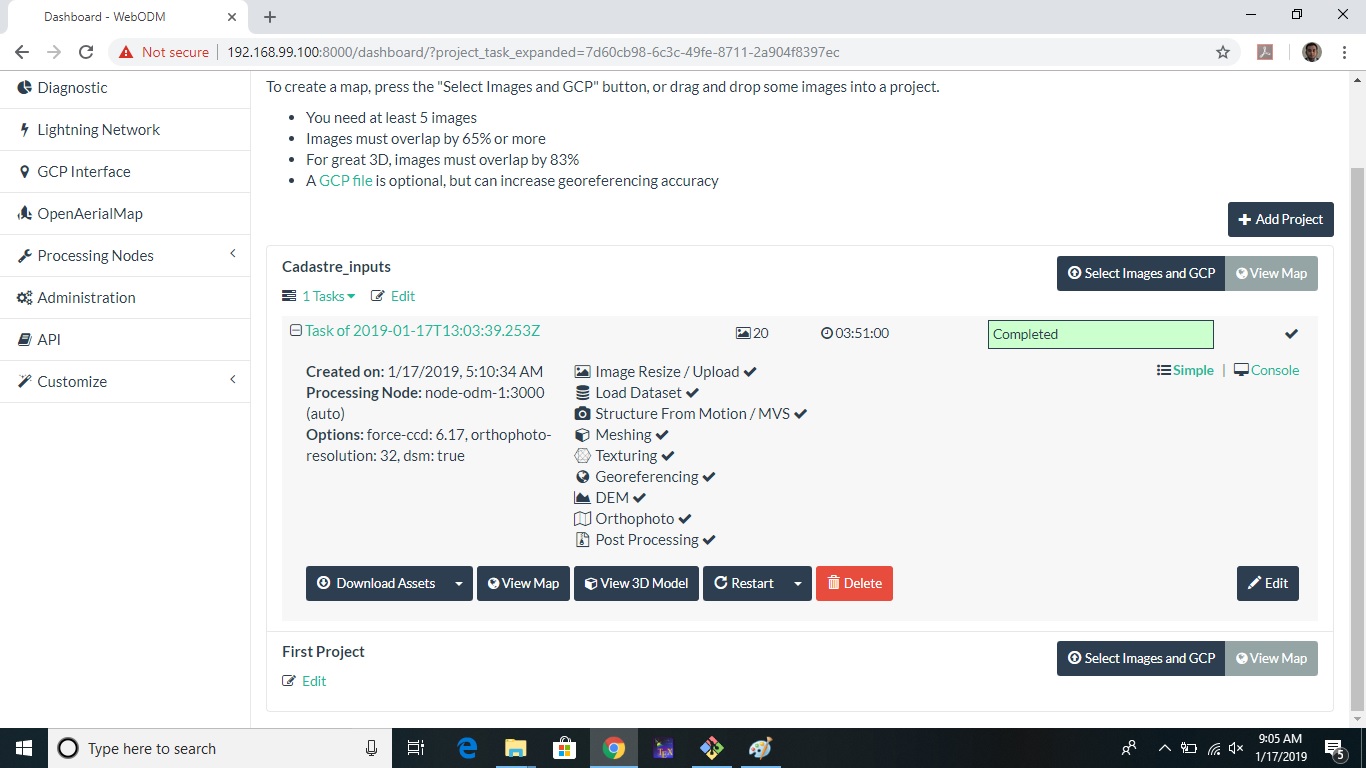 Dashboard - WebODM
Not secure
192.168.99.100:8000/dashboard/?project_task_expanded=7d60cb98-6c3c-49fe-8711-2a904f8397ec
Diagnostic
Lightning Network
GCP Interface
OpenAerialMap
Processing Nodes
Administration
API
Customize
To create a map, press the "Select Images and GCP" button, or drag and drop some images into a project.
You need at least 5 images
Images must overlap by 65% or more
For great 3D, images must overlap by 83%
A GCP file is optional, but can increase georeferencing accuracy
Add Project
Cadastre_inputs
Select Images and GCP View Map
1 Tasks Edit
Task of 2019-01-17T13:03:39.253Z 20 03:51:00 Completed
Created on: 1/17/2019, 5:10:34 AM
Processing Node: node-odm-1:3000
(auto)
Options: force-ccd: 6.17, orthophoto-
resolution: 32, dsm: true
Image Resize / Upload
Load Dataset
Structure From Motion / MVS
Meshing
Texturing
Georeferencing
DEM
Orthophoto
Post Processing
Simple | Console
Download Assets View Map View 3D Model Restart Delete Edit
First Project
Select Images and GCP View Map
Edit
Type here to search
TeX
9:05 AM
1/17/2019
5